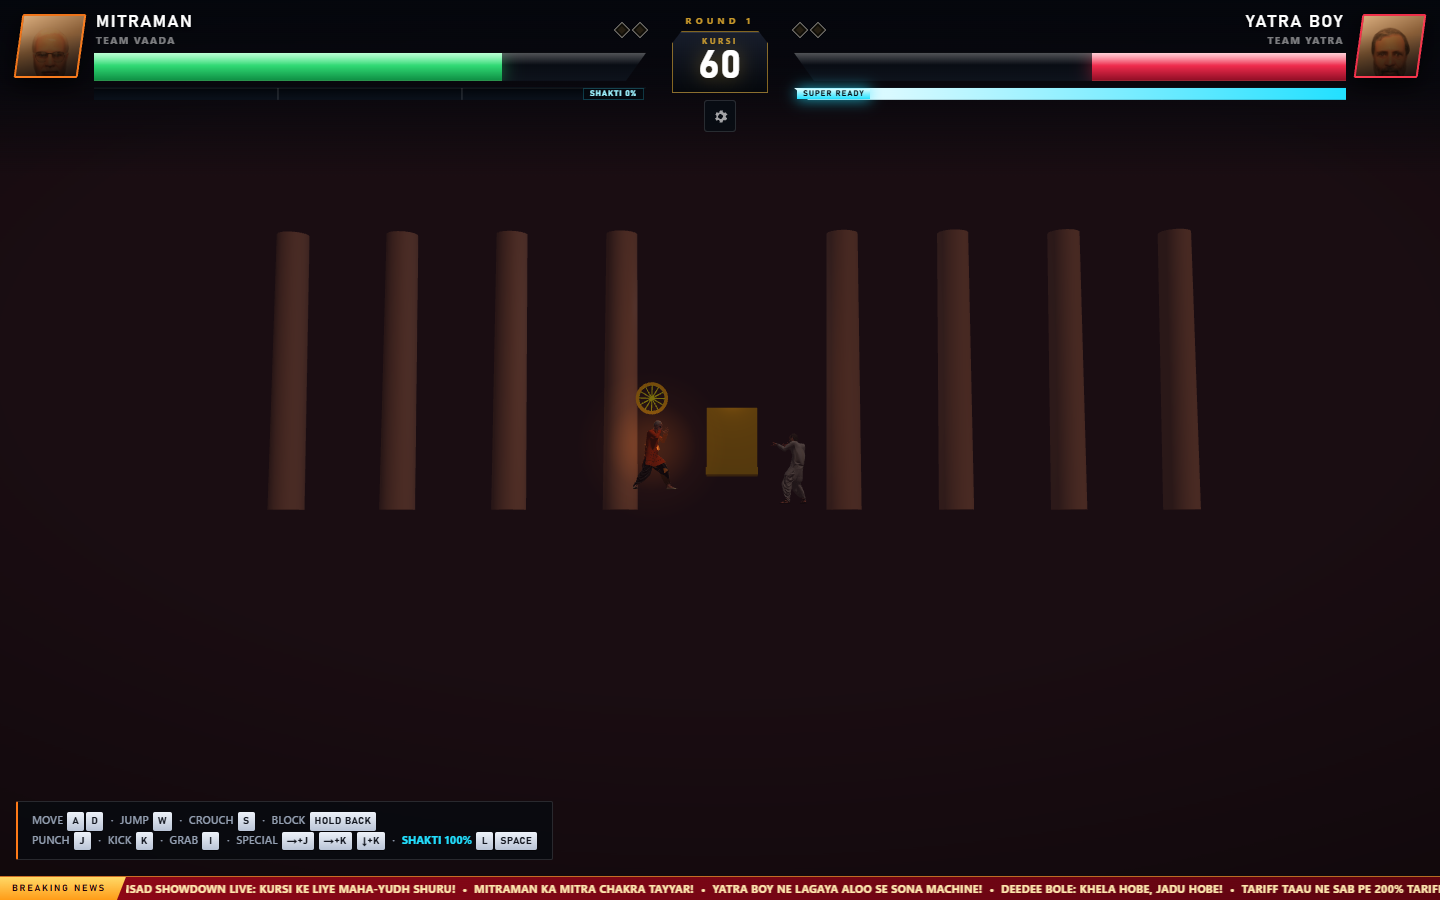 MITRAMAN
TEAM VAADA
SHAKTI 0%
ROUND 1
KURSI
60
YATRA BOY
TEAM YATRA
SUPER READY
MOVE A D · JUMP W · CROUCH S · BLOCK HOLD BACK
PUNCH J · KICK K · GRAB I · SPECIAL →+J →+K ↓+K · SHAKTI 100% L SPACE
BREAKING NEWS
ISAD SHOWDOWN LIVE: KURSI KE LIYE MAHA-YUDH SHURU! • MITRAMAN KA MITRA CHAKRA TAYYAR! • YATRA BOY NE LAGAYA ALOO SE SONA MACHINE! • DEEDEE BOLE: KHELA HOBE, JADU HOBE! • TARIFF TAAU NE SAB PE 200% TARIF